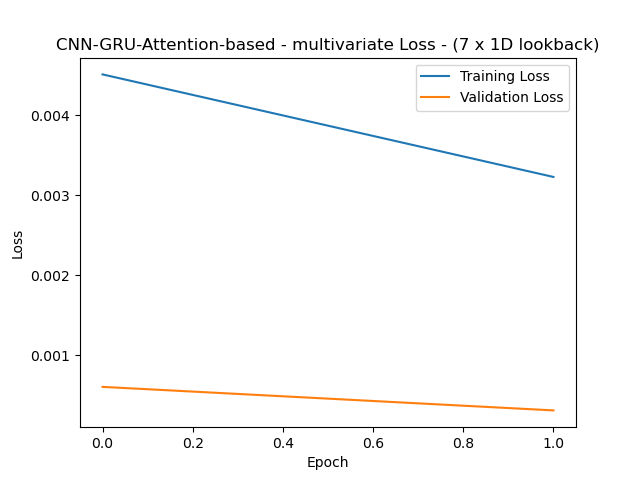 CNN-GRU-Attention-based - multivariate Loss - (7 x 1D lookback)
Training Loss
Validation Loss
0.004
0.003
0.002
0.001
Loss
0.0 0.2 0.4 0.6 0.8 1.0
Epoch